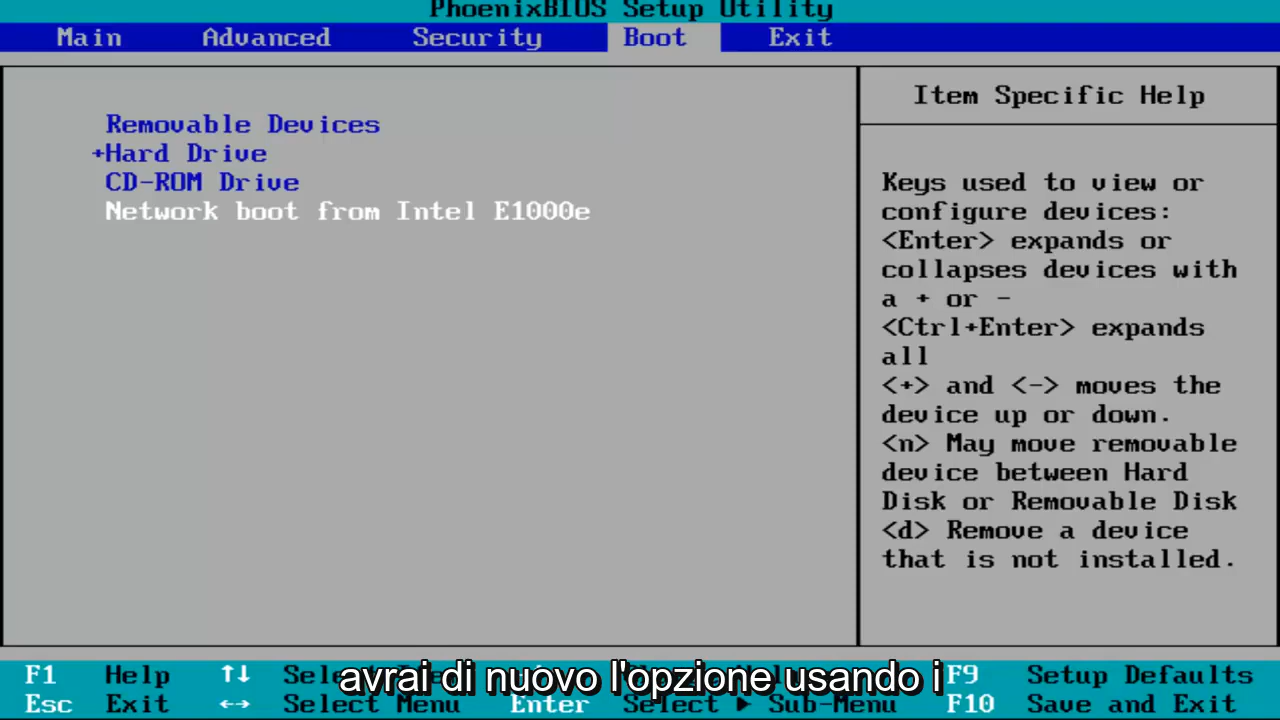 PhoenixBIOS Setup Utility
Main Advanced Security Boot Exit
Removable Devices
+Hard Drive
CD-ROM Drive
Network boot from Intel E1000e
Item Specific Help
Keys used to view or
configure devices:
<Enter> expands or
collapses devices with
a + or -
<Ctrl+Enter> expands
all
<+> and <-> moves the
device up or down.
<n> May move removable
device between Hard
Disk or Removable Disk
<d> Remove a device
that is not installed.
F1 Help ↑↓ F9 Setup Defaults
Esc Exit ↔ Select Menu Enter Select ▶ Sub-Menu F10 Save and Exit
avrai di nuovo l'opzione usando i